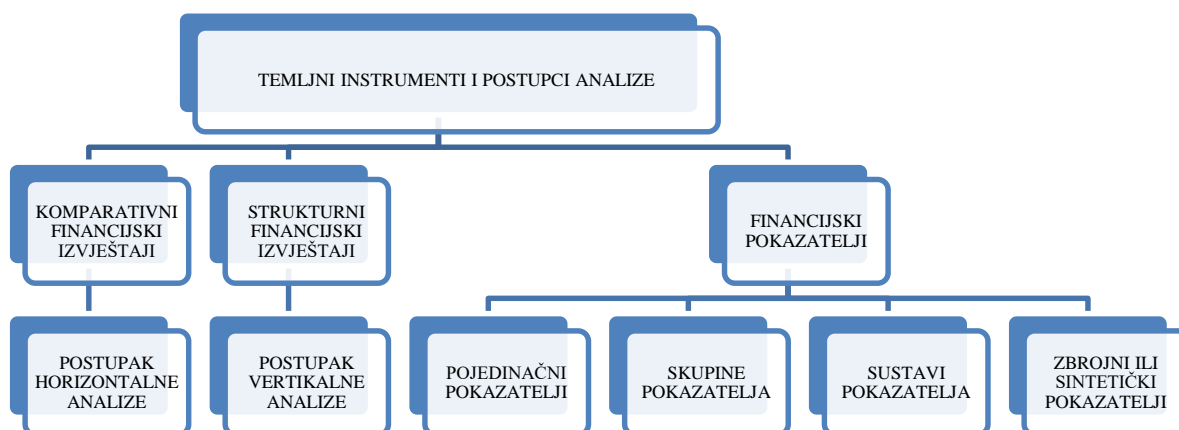 TEMLJNI INSTRUMENTI I POSTUPCI ANALIZE
KOMPARATIVNI
FINANCIJSKI
IZVJEŠTAJI
STRUKTURNI
FINANCIJSKI
IZVJEŠTAJI
FINANCIJSKI
POKAZATELJI
POSTUPAK
HORIZONTALNE
ANALIZE
POSTUPAK
VERTIKALNE
ANALIZE
POJEDINAČNI
POKAZATELJI
SKUPINE
POKAZATELJA
SUSTAVI
POKAZATELJA
ZBROJNI ILI
SINTETIČKI
POKAZATELJI